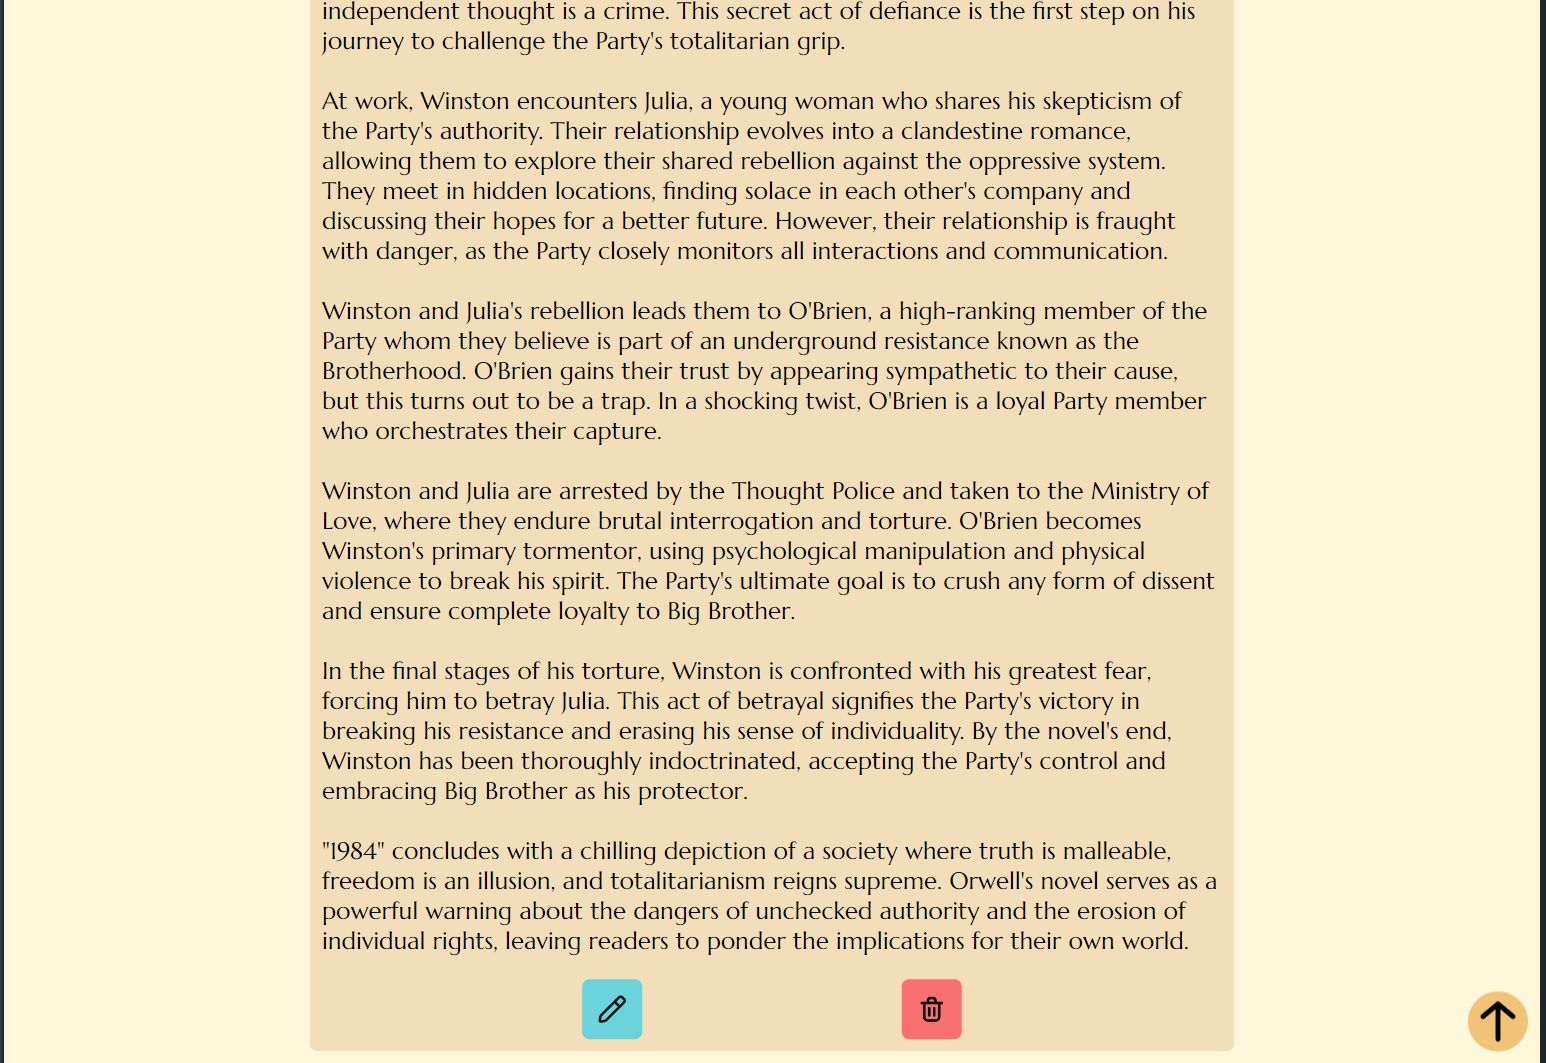 independent thought is a crime. This secret act of defiance is the first step on his
journey to challenge the Party's totalitarian grip.
At work, Winston encounters Julia, a young woman who shares his skepticism of
the Party's authority. Their relationship evolves into a clandestine romance,
allowing them to explore their shared rebellion against the oppressive system.
They meet in hidden locations, finding solace in each other's company and
discussing their hopes for a better future. However, their relationship is fraught
with danger, as the Party closely monitors all interactions and communication.
Winston and Julia's rebellion leads them to O'Brien, a high-ranking member of the
Party whom they believe is part of an underground resistance known as the
Brotherhood. O'Brien gains their trust by appearing sympathetic to their cause,
but this turns out to be a trap. In a shocking twist, O'Brien is a loyal Party member
who orchestrates their capture.
Winston and Julia are arrested by the Thought Police and taken to the Ministry of
Love, where they endure brutal interrogation and torture. O'Brien becomes
Winston's primary tormentor, using psychological manipulation and physical
violence to break his spirit. The Party's ultimate goal is to crush any form of dissent
and ensure complete loyalty to Big Brother.
In the final stages of his torture, Winston is confronted with his greatest fear,
forcing him to betray Julia. This act of betrayal signifies the Party's victory in
breaking his resistance and erasing his sense of individuality. By the novel's end,
Winston has been thoroughly indoctrinated, accepting the Party's control and
embracing Big Brother as his protector.
"1984" concludes with a chilling depiction of a society where truth is malleable,
freedom is an illusion, and totalitarianism reigns supreme. Orwell's novel serves as a
powerful warning about the dangers of unchecked authority and the erosion of
individual rights, leaving readers to ponder the implications for their own world.